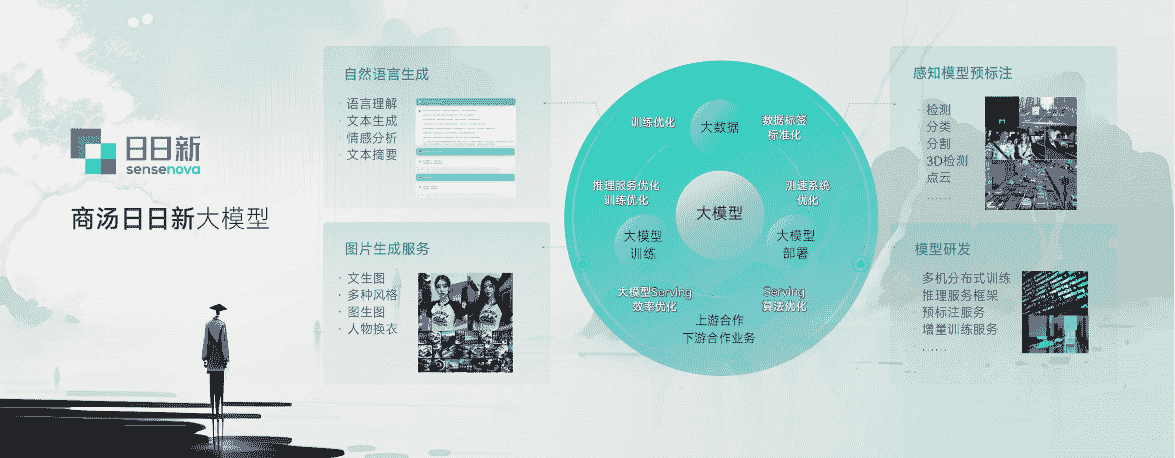 日日新
sensenova
商汤日日新大模型
自然语言生成
· 语言理解
· 文本生成
· 情感分析
· 文本摘要
图片生成服务
· 文生图
· 多种风格
· 图生图
· 人物换衣
训练优化
大数据
数据标签
标准化
推理服务优化
训练优化
大模型
测速系统
优化
大模型
训练
大模型
部署
大模型Serving
效率优化
Serving
算法优化
上游合作
下游合作业务
感知模型预标注
检测
分类
分割
3D检测
点云
......
模型研发
多机分布式训练
推理服务框架
预标注服务
增量训练服务
......